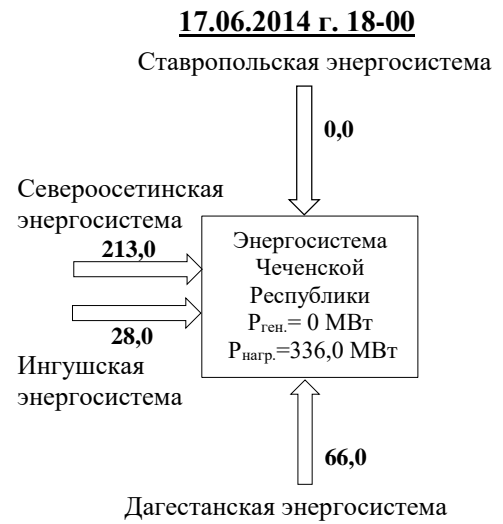 17.06.2014 г. 18-00
Ставропольская энергосистема
0,0
Североосетинская
энергосистема
213,0
Энергосистема
Чеченской
Республики
Pген.= 0 МВт
Pнагр.=336,0 МВт
28,0
Ингушская
энергосистема
66,0
Дагестанская энергосистема